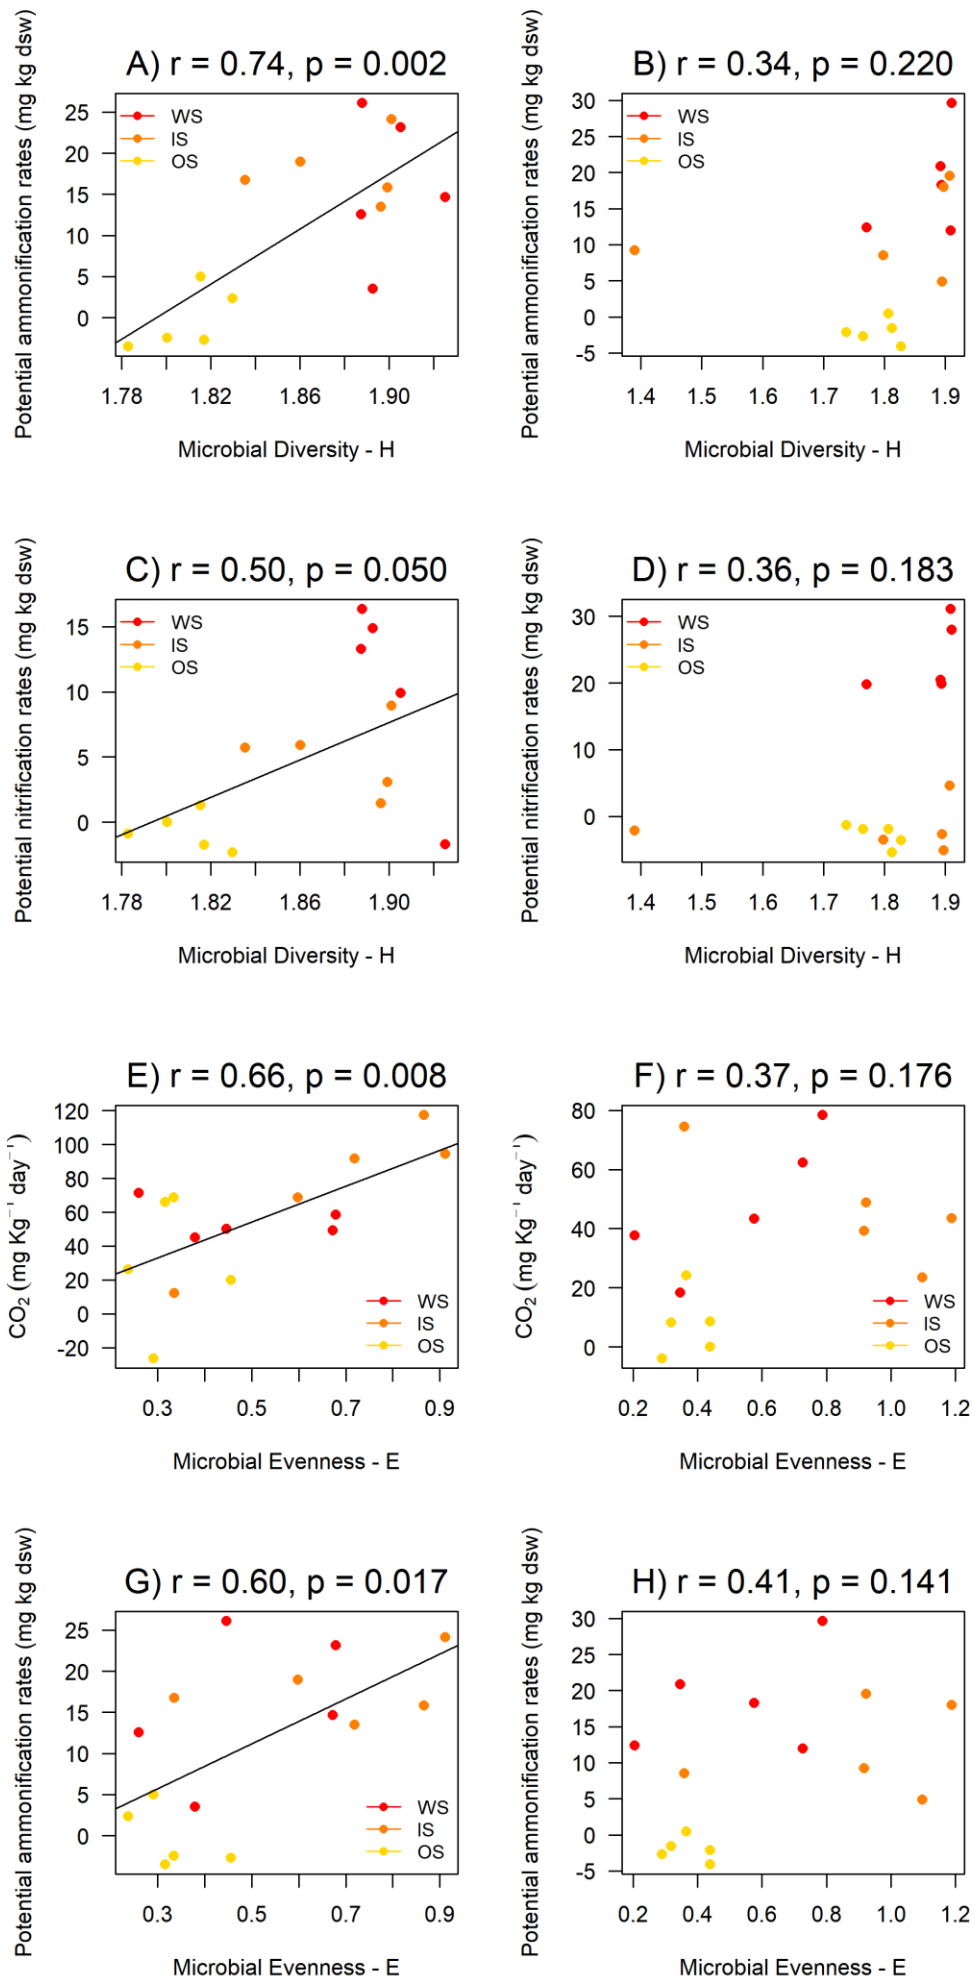 A) r = 0.74, p = 0.002
Potential ammonification rates (mg kg dsw)
25
20
15
10
5
0
WS
IS
OS
1.78 1.82 1.86 1.90
Microbial Diversity - H
B) r = 0.34, p = 0.220
Potential ammonification rates (mg kg dsw)
30
25
20
15
10
5
0
-5
WS
IS
OS
1.4 1.5 1.6 1.7 1.8 1.9
Microbial Diversity - H
C) r = 0.50, p = 0.050
Potential nitrification rates (mg kg dsw)
15
10
5
0
WS
IS
OS
1.78 1.82 1.86 1.90
Microbial Diversity - H
D) r = 0.36, p = 0.183
Potential nitrification rates (mg kg dsw)
30
20
10
0
WS
IS
OS
1.4 1.5 1.6 1.7 1.8 1.9
Microbial Diversity - H
E) r = 0.66, p = 0.008
CO₂ (mg Kg⁻¹ day⁻¹)
120
100
80
60
40
20
0
-20
WS
IS
OS
0.3 0.5 0.7 0.9
Microbial Evenness - E
F) r = 0.37, p = 0.176
CO₂ (mg Kg⁻¹ day⁻¹)
80
60
40
20
0
WS
IS
OS
0.2 0.4 0.6 0.8 1.0 1.2
Microbial Evenness - E
G) r = 0.60, p = 0.017
Potential ammonification rates (mg kg dsw)
25
20
15
10
5
0
WS
IS
OS
0.3 0.5 0.7 0.9
Microbial Evenness - E
H) r = 0.41, p = 0.141
Potential ammonification rates (mg kg dsw)
30
25
20
15
10
5
0
-5
0.2 0.4 0.6 0.8 1.0 1.2
Microbial Evenness - E